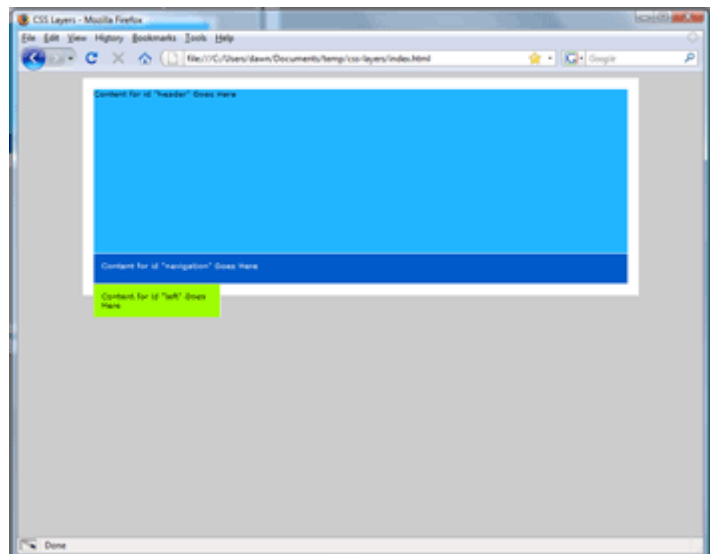 CSS Layers - Mozilla Firefox
File Edit View History Bookmarks Tools Help
file:///C:/Users/dawn/Documents/temp/css-layers/index.html
Google
Content for id "header" Goes Here
Content for id "navigation" Goes Here
Content for id "left" Goes
Here
Done